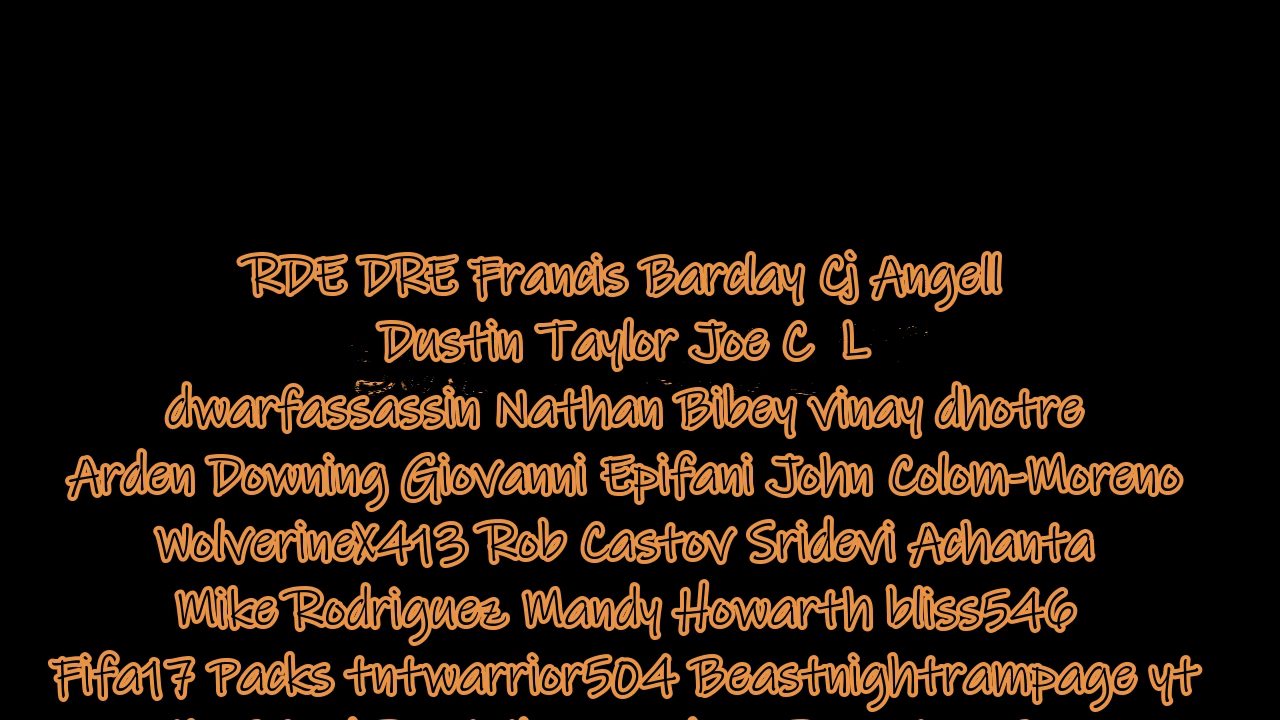 RDE DRE Francis Barclay Cj Angell
Dustin Taylor Joe C L
dwarfassassin Nathan Bibey vinay dhotre
Arden Downing Giovanni Epifani John Colom-Moreno
WolverineX413 Rob Castov Sridevi Achanta
Mike Rodriguez Mandy Howarth bliss546
Fifa17 Packs tntwarrior504 Beastnightrampage yt